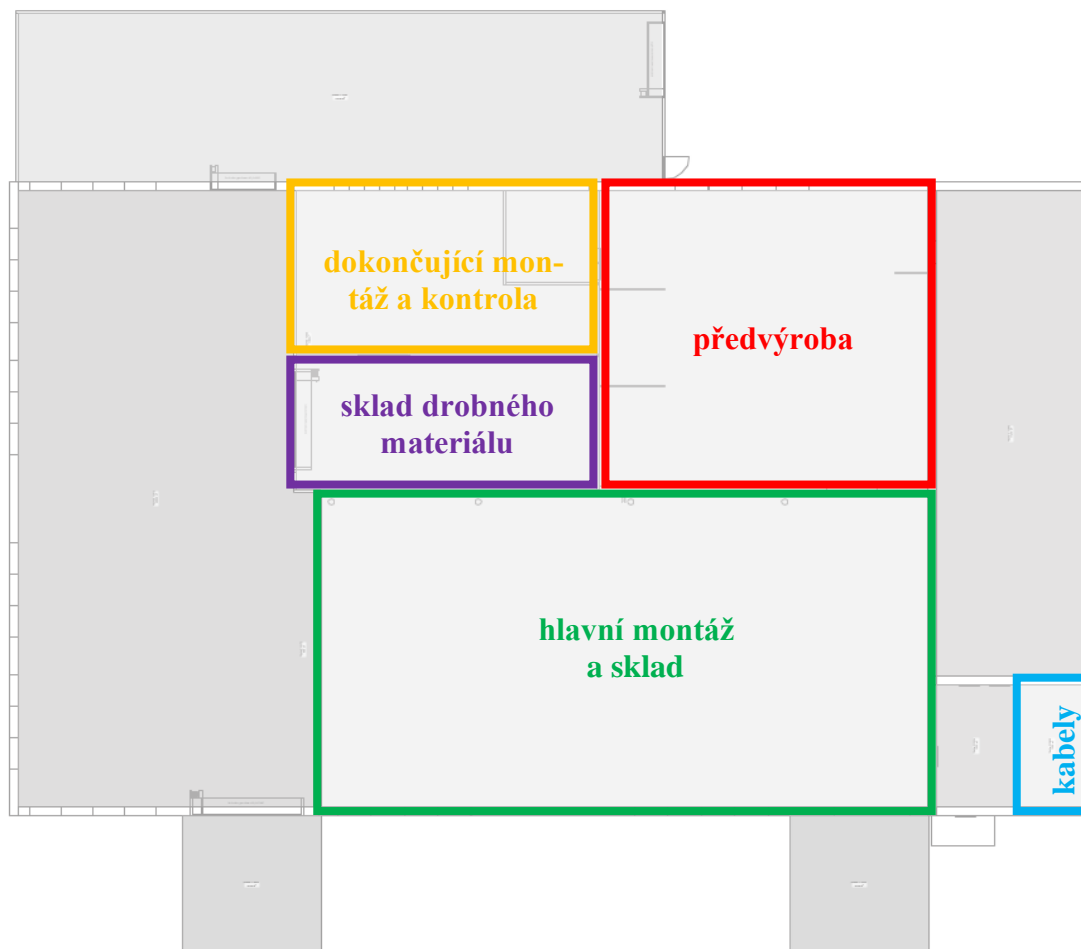 dokončující mon-
táž a kontrola
předvýroba
sklad drobného
materiálu
hlavní montáž
a sklad
kabely